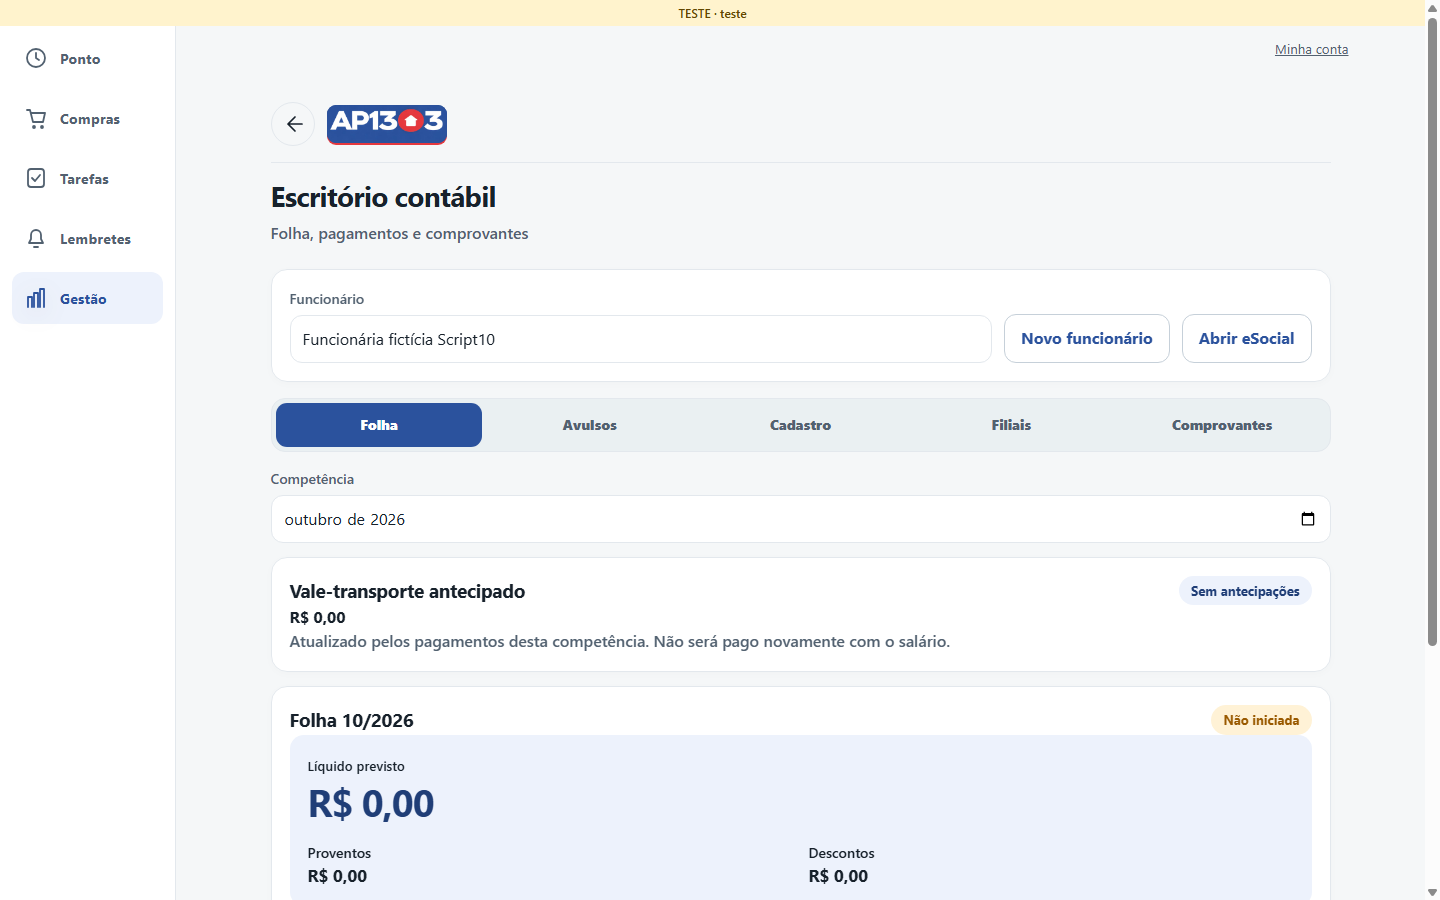 TESTE · teste
Minha conta
Ponto
Compras
Tarefas
Lembretes
Gestão
AP1303
Escritório contábil
Folha, pagamentos e comprovantes
Funcionário
Funcionária fictícia Script10
Novo funcionário
Abrir eSocial
Folha
Avulsos
Cadastro
Filiais
Comprovantes
Competência
outubro de 2026
Vale-transporte antecipado
Sem antecipações
R$ 0,00
Atualizado pelos pagamentos desta competência. Não será pago novamente com o salário.
Folha 10/2026
Não iniciada
Líquido previsto
R$ 0,00
Proventos
Descontos
R$ 0,00
R$ 0,00